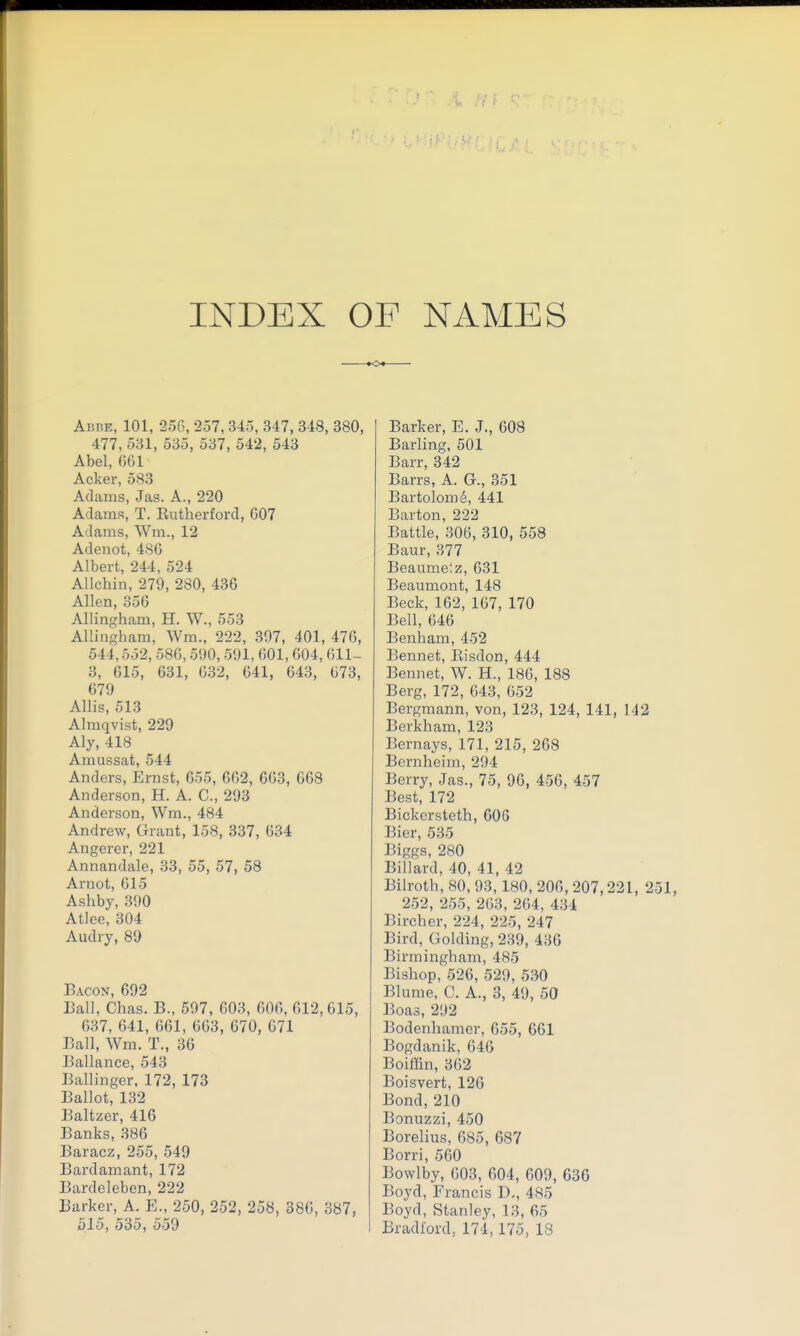 INDEX OF NAMES
ABBE, 101, 256, 257, 345, 347, 348, 380,
477, 531, 535, 537, 542, 543
Abel, 661
Acker, 583
Adams, Jas. A., 220
Adams, T. Rutherford, 607
Adams, Wm., 12
Adenot, 486
Albert, 244, 524
Allchin, 279, 280, 436
Allen, 356
Allingham, H. W., 553
Allingham, Wm., 222, 397, 401, 476,
544, 552, 586, 590, 591, 601, 604, 611-
3, 615, 631, 632, 641, 643, 673,
679
Allis, 513
Almqvist, 229
Aly, 418
Amussat, 544
Anders, Ernst, 655, 662, 663, 668
Anderson, H. A. C., 293
Anderson, Wm., 484
Andrew, Grant, 158, 337, 634
Angerer, 221
Annandale, 33, 55, 57, 58
Arnot, 615
Ashby, 390
Atlee, 304
Audry, 89
BACON, 692
Ball, Chas. B., 597, 603, 606, 612, 615,
637, 641, 661, 663, 670, 671
Ball, Wm. T., 36
Ballance, 543
Ballinger, 172, 173
Ballot, 132
Baltzer, 416
Banks, 386
Baracz, 255, 549
Bardamant, 172
Bardeleben, 222
Barker, A. E., 250, 252, 258, 386, 387,
515, 535, 559
Barker, E. J., 608
Barling, 501
Barr, 342
Barrs, A. G., 351
Bartolomé, 441
Barton, 222
Battle, 306, 310, 558
Baur, 377
Beaumetz, 631
Beaumont, 148
Beck, 162, 167, 170
Bell, 646
Benham, 452
Bennet, Risdon, 444
Bennet, W. H., 186, 188
Berg, 172, 643, 652
Bergmann, von, 123, 124, 141, 142
Berkham, 123
Bernays, 171, 215, 268
Bernheim, 294
Berry, Jas., 75, 96, 456, 457
Best, 172
Bickersteth, 606
Bier, 535
Biggs, 280
Billard, 40, 41, 42
Bilroth, 80, 93, 180, 206, 207, 221, 251,
252, 255, 263, 264, 434
Bircher, 224, 225, 247
Bird, Golding, 239, 436
Birmingham, 485
Bishop, 526, 529, 530
Blume, C. A., 3, 49, 50
Boas, 292
Bodenhamer, 655, 661
Bogdanik, 646
Boiffin, 362
Boisvert, 126
Bond, 210
Bonuzzi, 450
Borelius, 685, 687
Borri, 560
Bowlby, 603, 604, 609, 636
Boyd, Francis D., 485
Boyd, Stanley, 13, 65
Bradford, 174, 175, 18